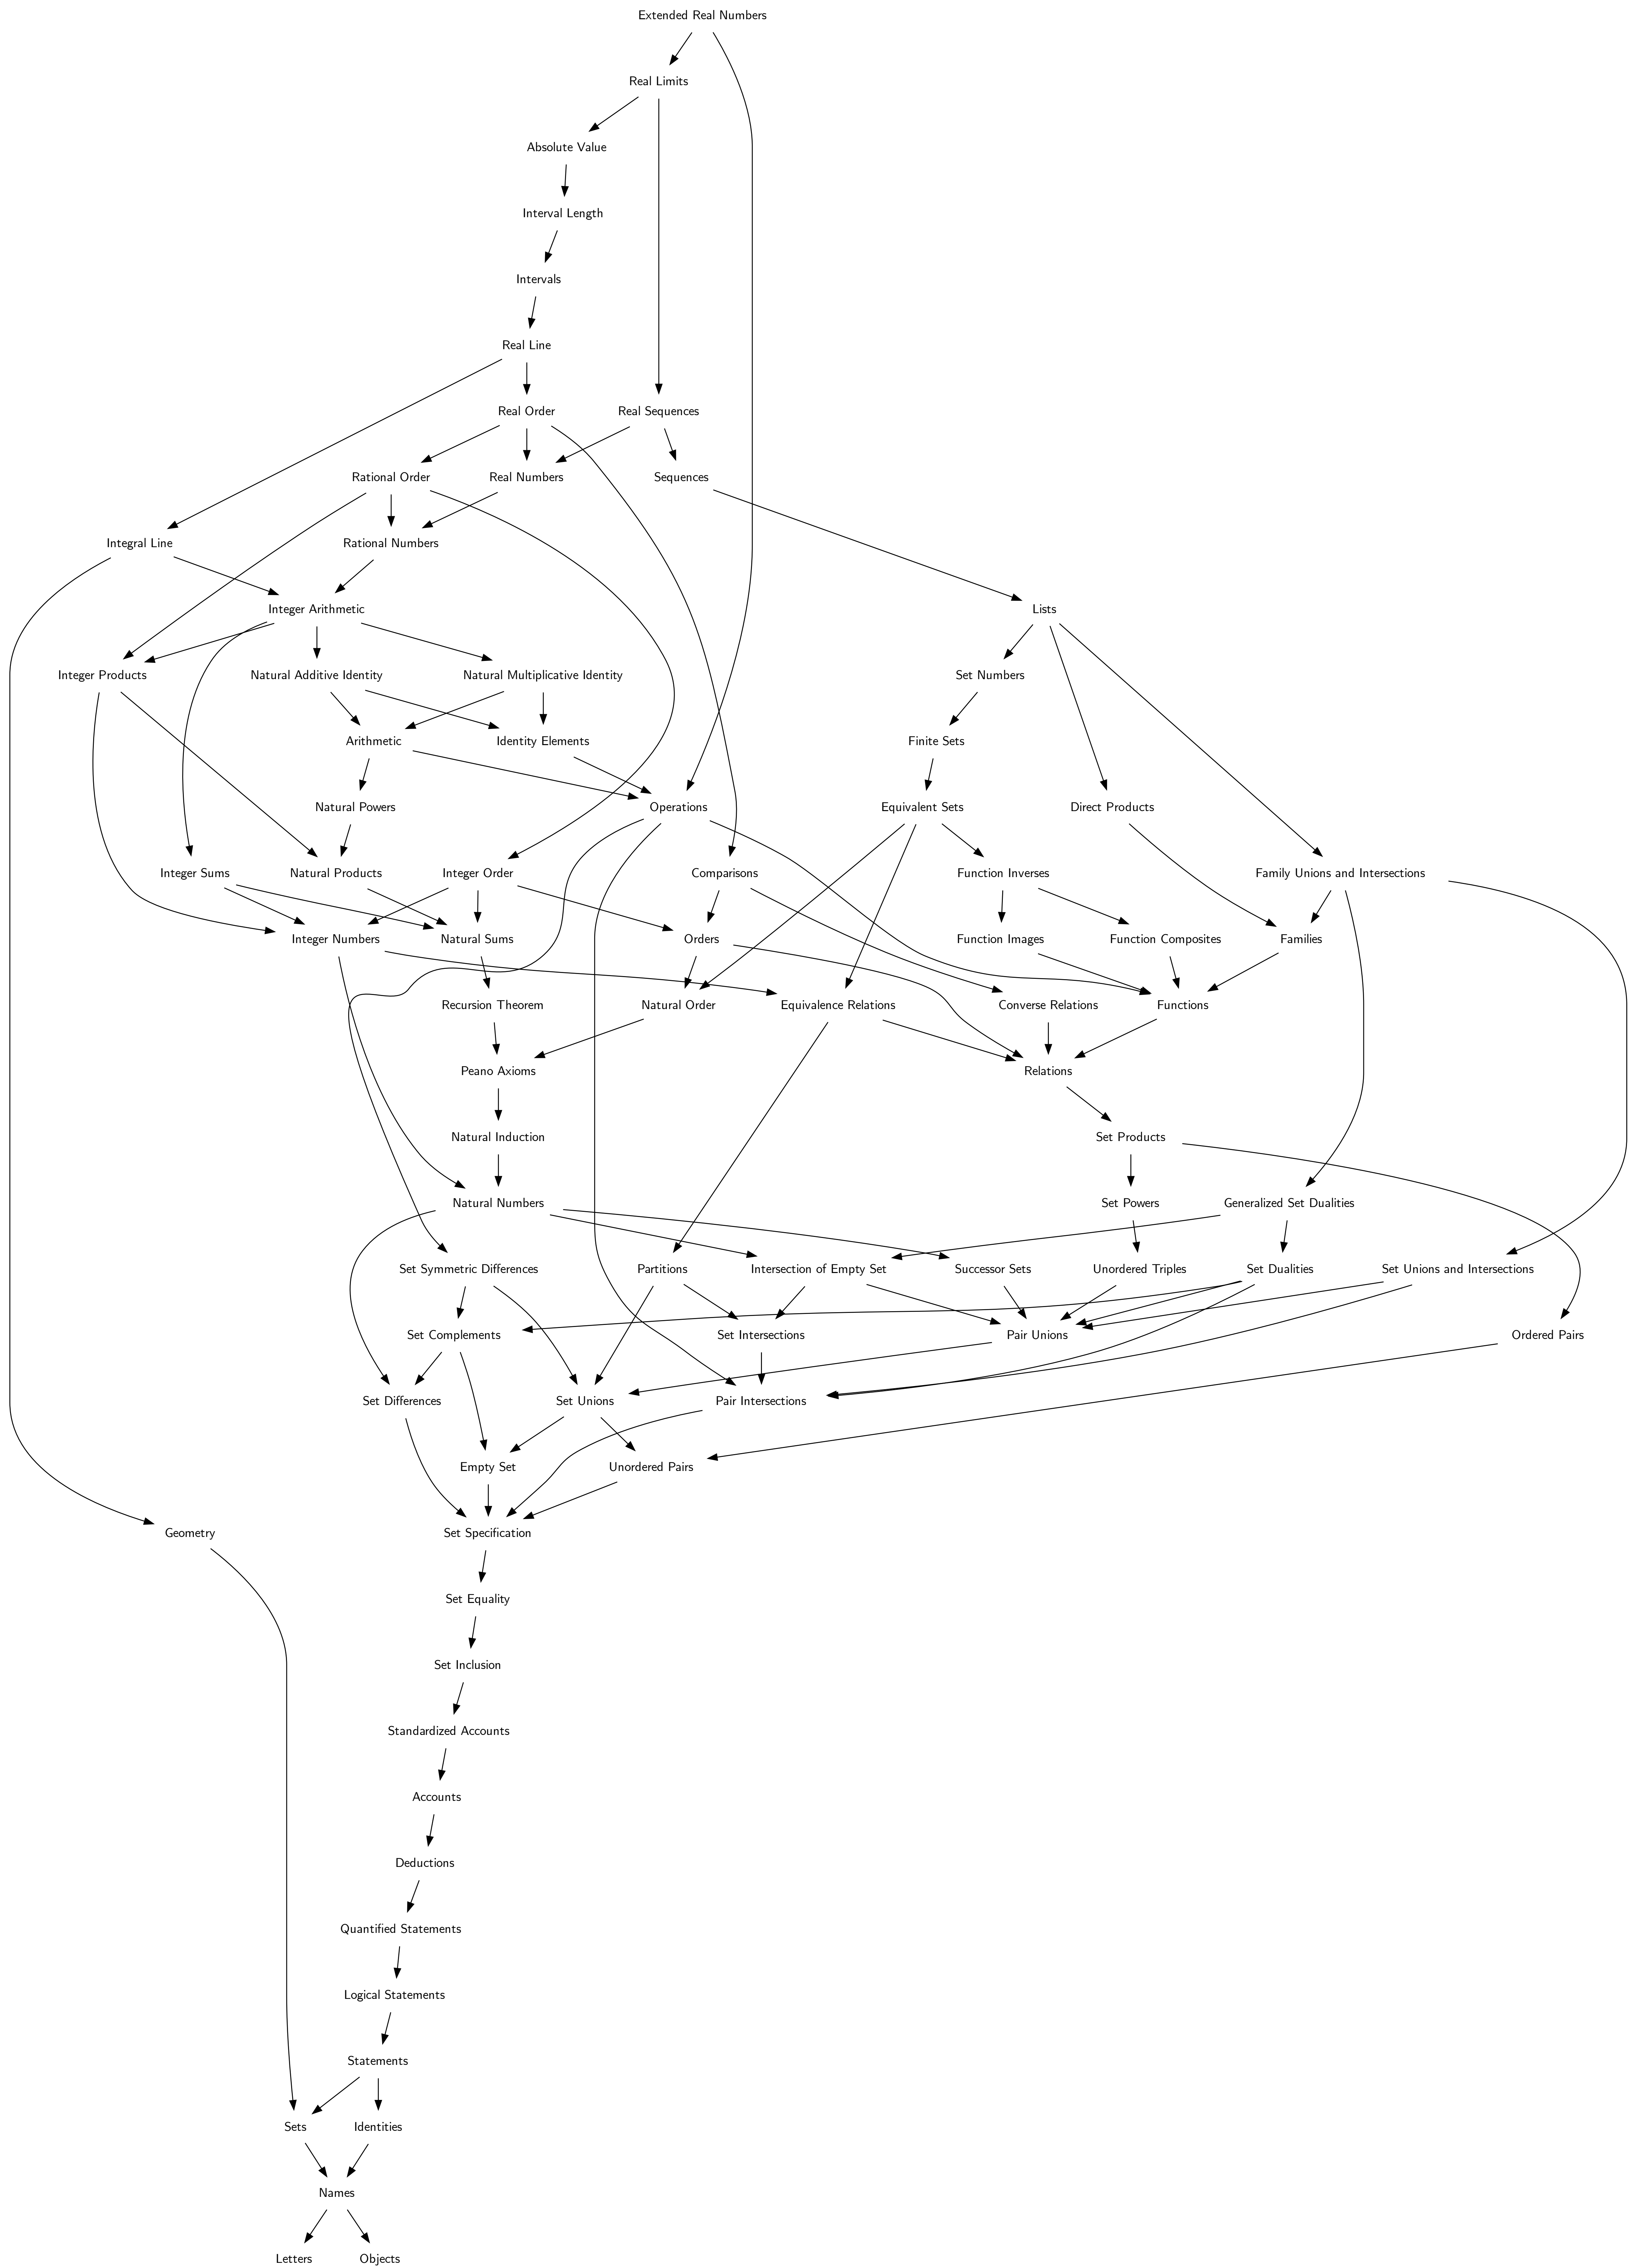 Extended Real Numbers
Real Limits
Absolute Value
Interval Length
Intervals
Real Line
Real Order
Real Sequences
Rational Order
Real Numbers
Sequences
Integral Line
Rational Numbers
Integer Arithmetic
Lists
Integer Products
Natural Additive Identity
Natural Multiplicative Identity
Set Numbers
Arithmetic
Identity Elements
Finite Sets
Natural Powers
Operations
Equivalent Sets
Direct Products
Integer Sums
Natural Products
Integer Order
Comparisons
Function Inverses
Family Unions and Intersections
Integer Numbers
Natural Sums
Orders
Function Images
Function Composites
Families
Recursion Theorem
Natural Order
Equivalence Relations
Converse Relations
Functions
Peano Axioms
Relations
Natural Induction
Set Products
Natural Numbers
Set Powers
Generalized Set Dualities
Set Symmetric Differences
Partitions
Intersection of Empty Set
Successor Sets
Unordered Triples
Set Dualities
Set Unions and Intersections
Set Complements
Set Intersections
Pair Unions
Ordered Pairs
Set Differences
Set Unions
Pair Intersections
Empty Set
Unordered Pairs
Geometry
Set Specification
Set Equality
Set Inclusion
Standardized Accounts
Accounts
Deductions
Quantified Statements
Logical Statements
Statements
Sets
Identities
Names
Letters
Objects